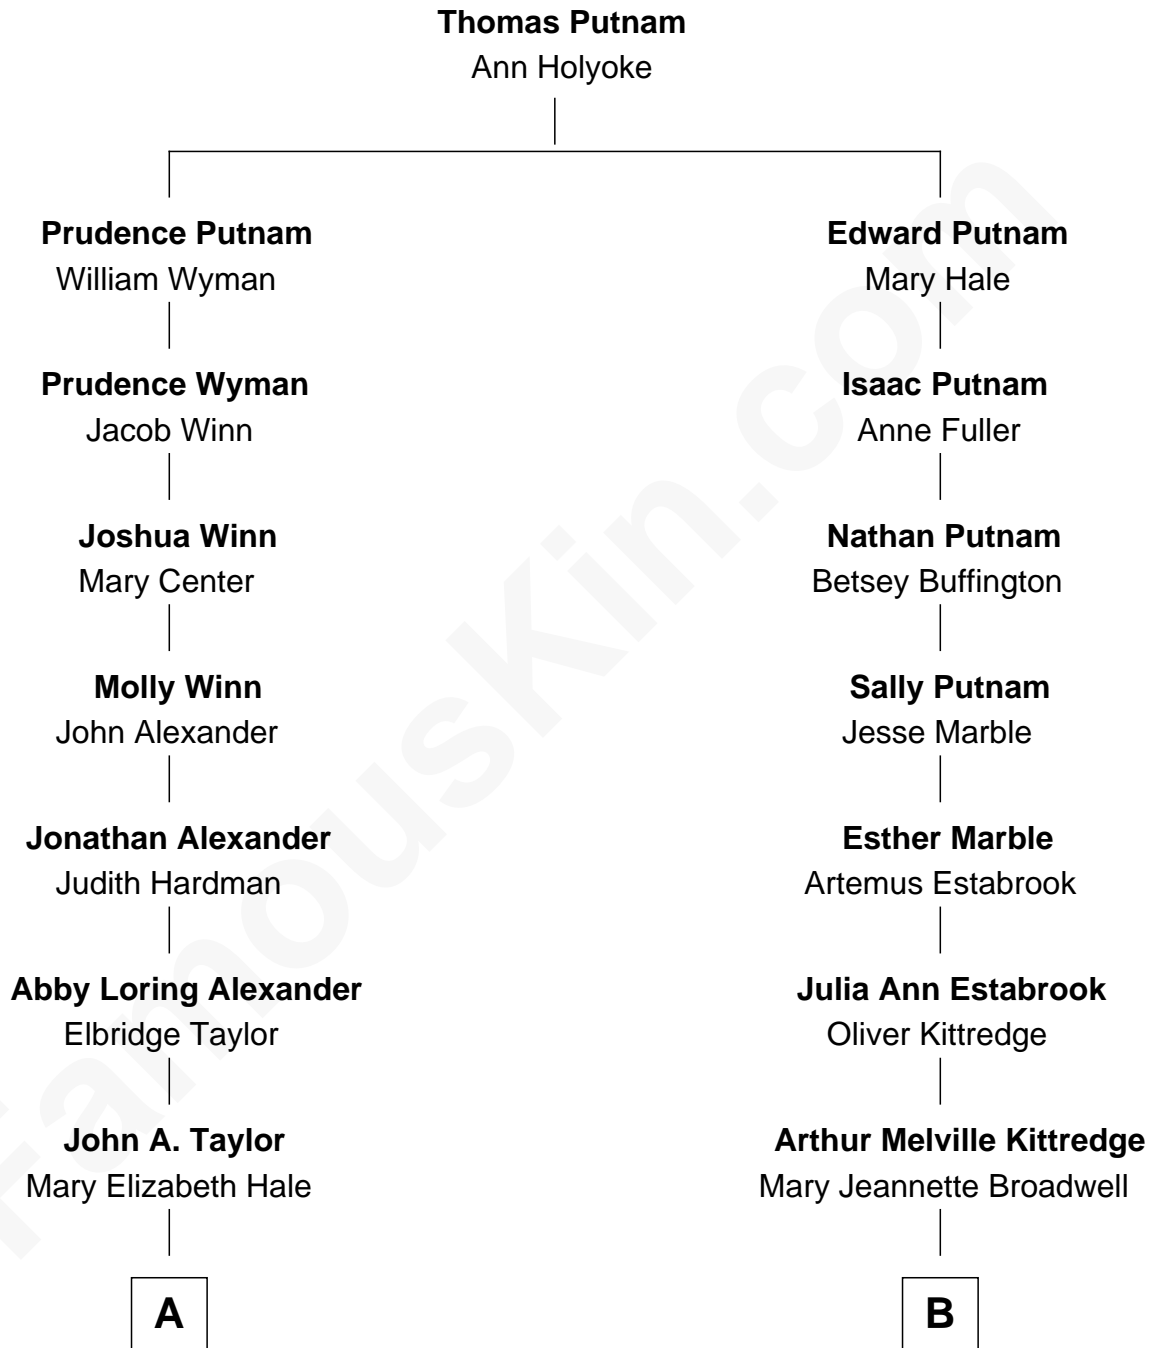 Thomas Putnam
Ann Holyoke
Prudence Putnam
William Wyman
Edward Putnam
Mary Hale
Prudence Wyman
Jacob Winn
Isaac Putnam
Anne Fuller
Joshua Winn
Mary Center
Nathan Putnam
Betsey Buffington
Molly Winn
John Alexander
Sally Putnam
Jesse Marble
Jonathan Alexander
Judith Hardman
Esther Marble
Artemus Estabrook
Abby Loring Alexander
Elbridge Taylor
Julia Ann Estabrook
Oliver Kittredge
John A. Taylor
Mary Elizabeth Hale
Arthur Melville Kittredge
Mary Jeannette Broadwell
A
B
FamousKin.com